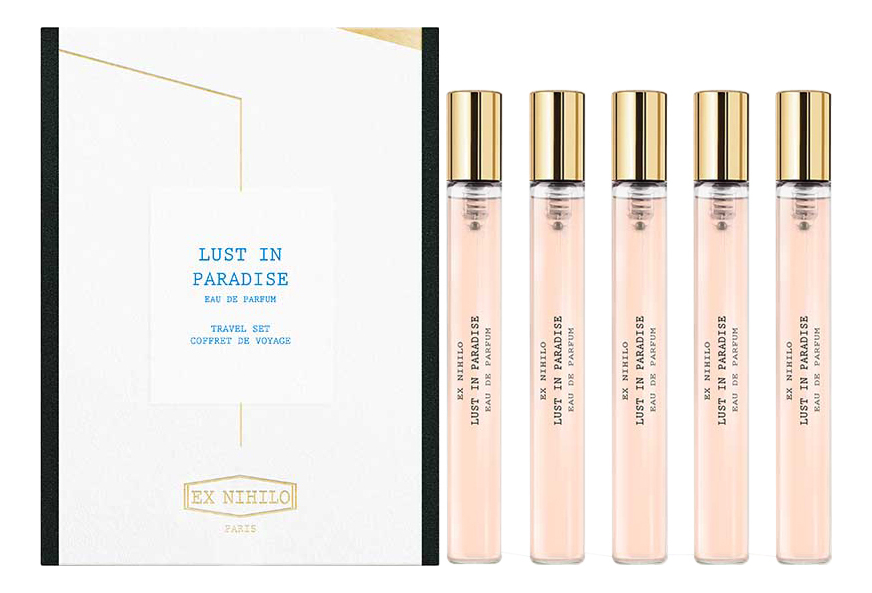 LUST IN
PARADISE
EAU DE PARFUM
TRAVEL SET
COFFRET DE VOYAGE
EX NIHILO
PARIS
EX NIHILO
LUST IN PARADISE
EAU DE PARFUM
EX NIHILO
LUST IN PARADISE
EAU DE PARFUM
EX NIHILO
LUST IN PARADISE
EAU DE PARFUM
EX NIHILO
LUST IN PARADISE
EAU DE PARFUM
EX NIHILO
LUST IN PARADISE
EAU DE PARFUM